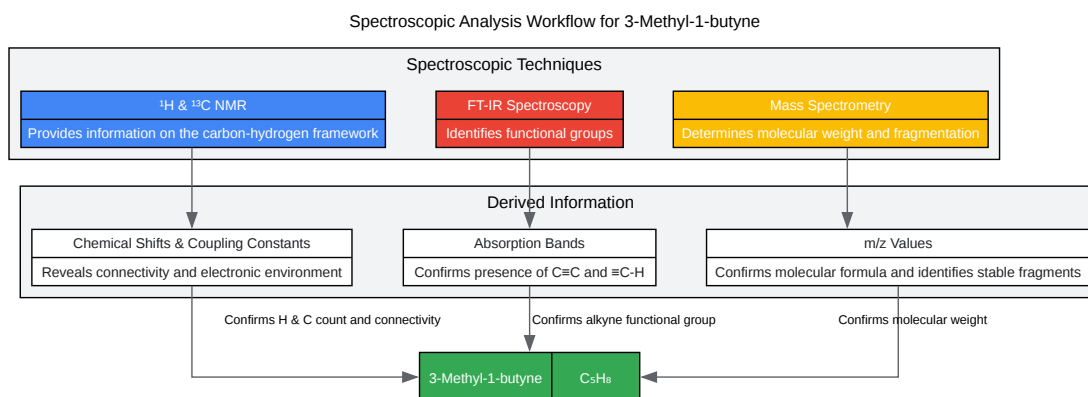 Spectroscopic Analysis Workflow for 3-Methyl-1-butyne
Spectroscopic Techniques
¹H & ¹³C NMR
Provides information on the carbon-hydrogen framework
FT-IR Spectroscopy
Identifies functional groups
Mass Spectrometry
Determines molecular weight and fragmentation
Derived Information
Chemical Shifts & Coupling Constants
Reveals connectivity and electronic environment
Absorption Bands
Confirms presence of C≡C and ≡C-H
m/z Values
Confirms molecular formula and identifies stable fragments
Confirms H & C count and connectivity
Confirms alkyne functional group
Confirms molecular weight
3-Methyl-1-butyne
C₅H₈